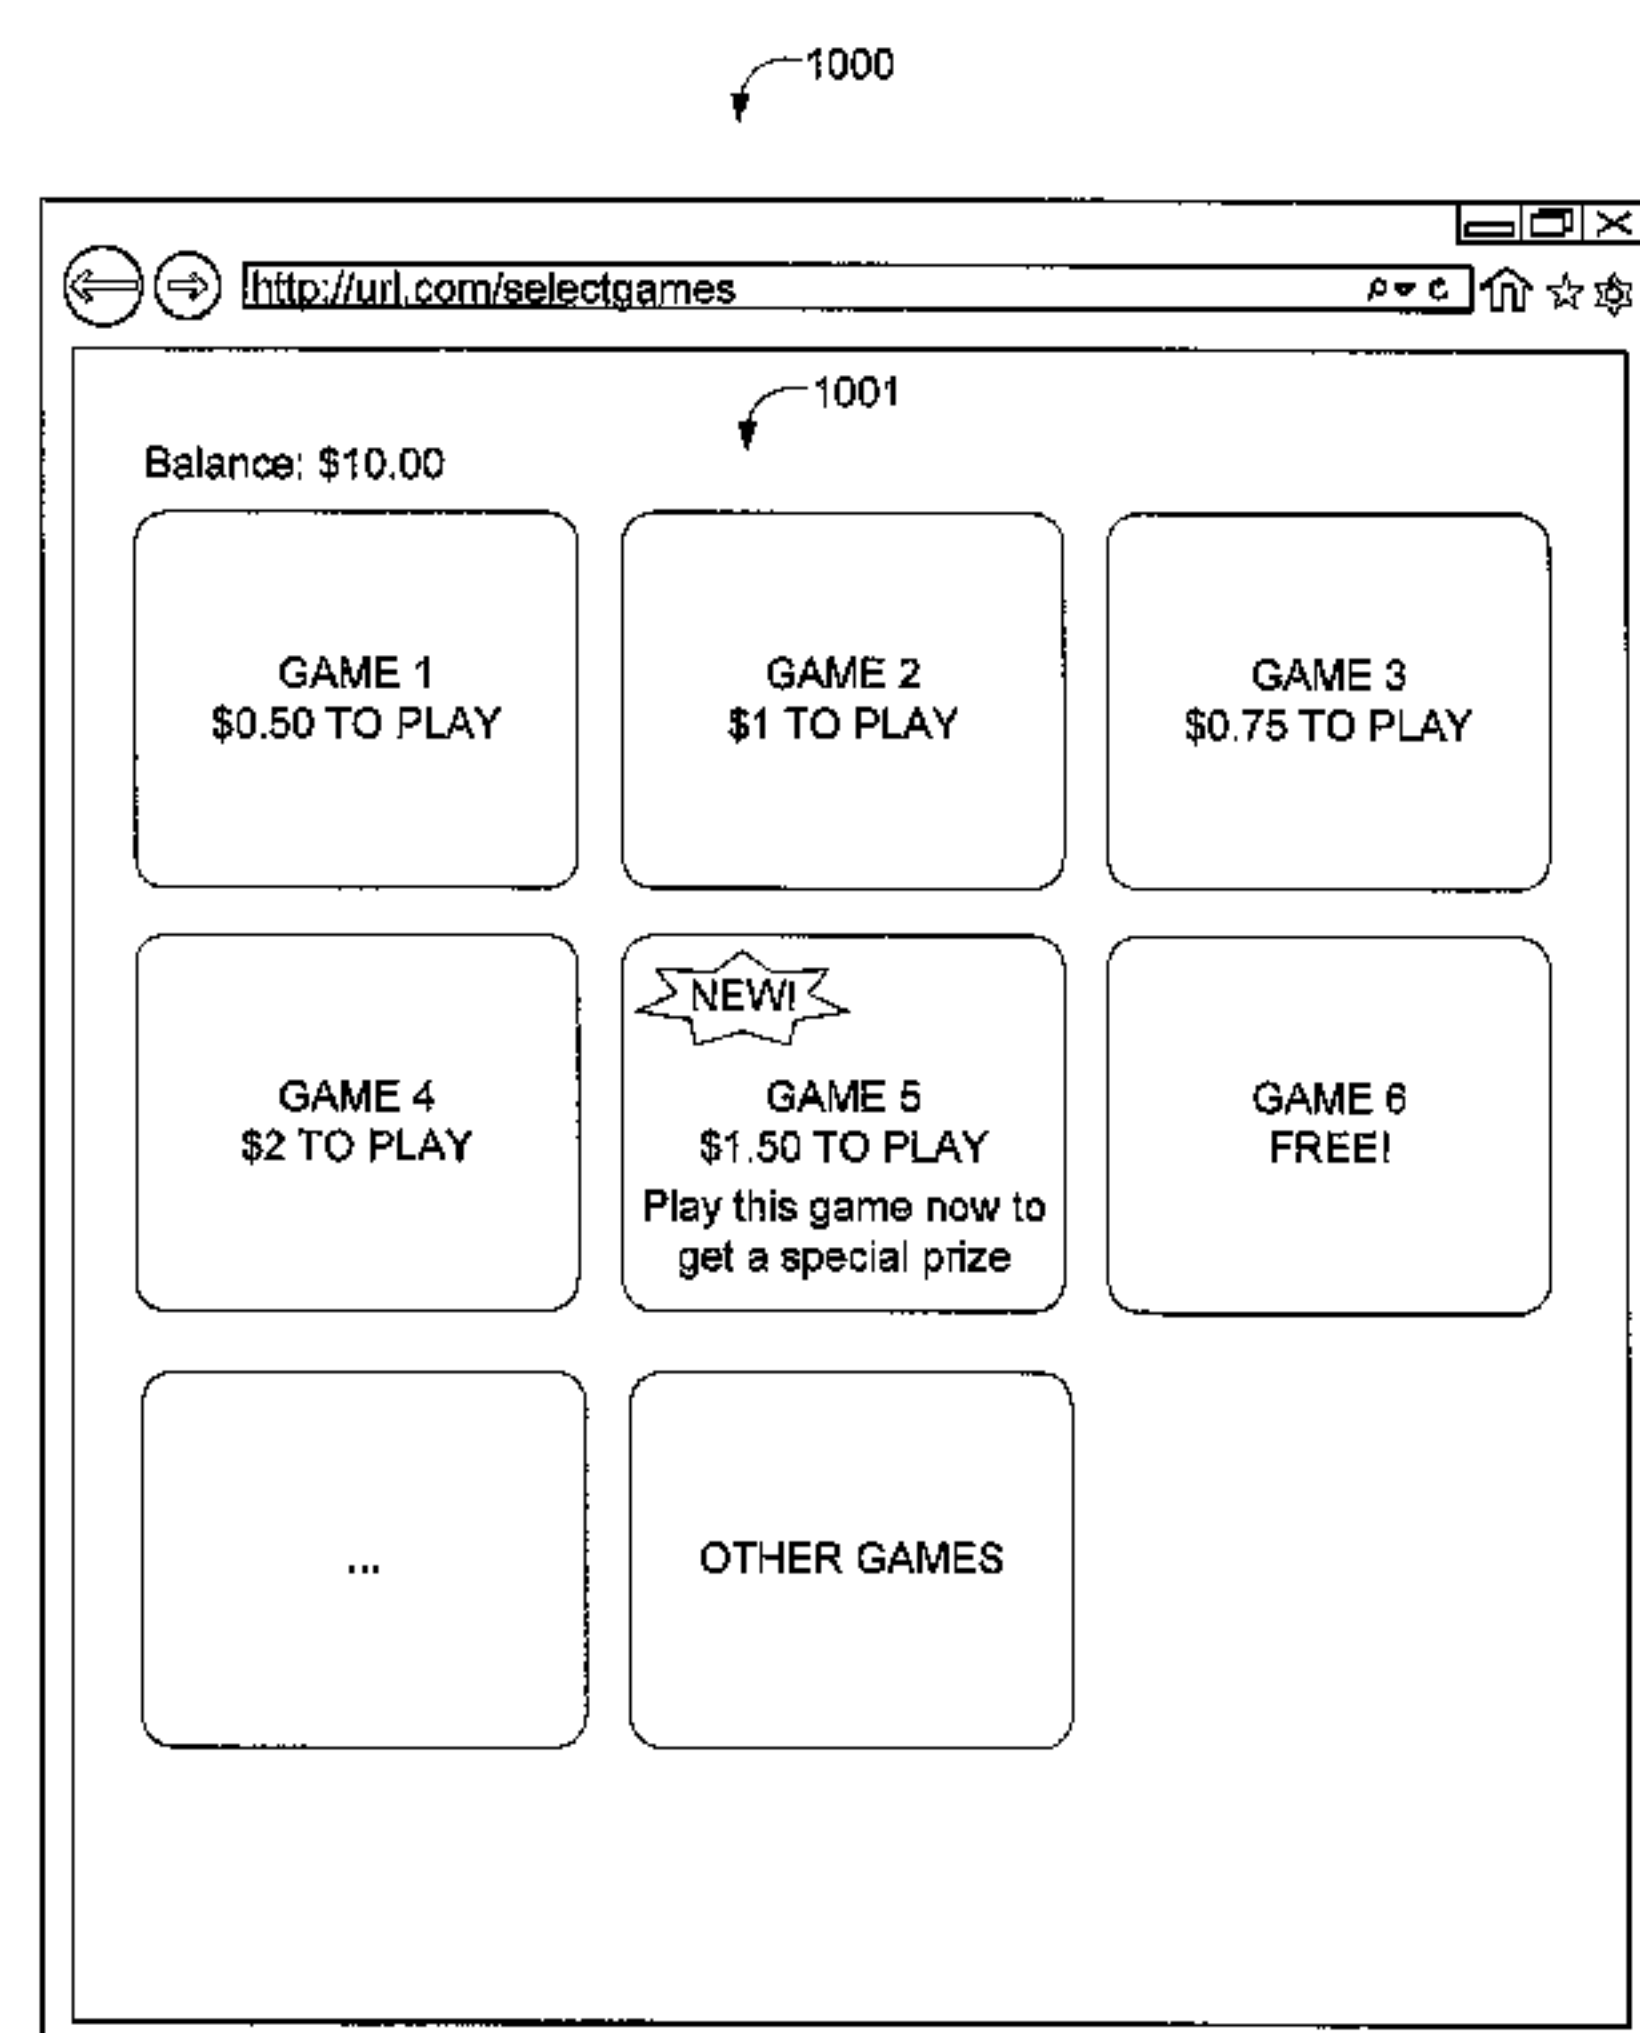 1000
http://url.com/selectgames
1001
Balance: $10.00
GAME 1
$0.50 TO PLAY
GAME 2
$1 TO PLAY
GAME 3
$0.75 TO PLAY
GAME 4
$2 TO PLAY
NEW!
GAME 5
$1.50 TO PLAY
Play this game now to
get a special prize
GAME 6
FREE!
...
OTHER GAMES